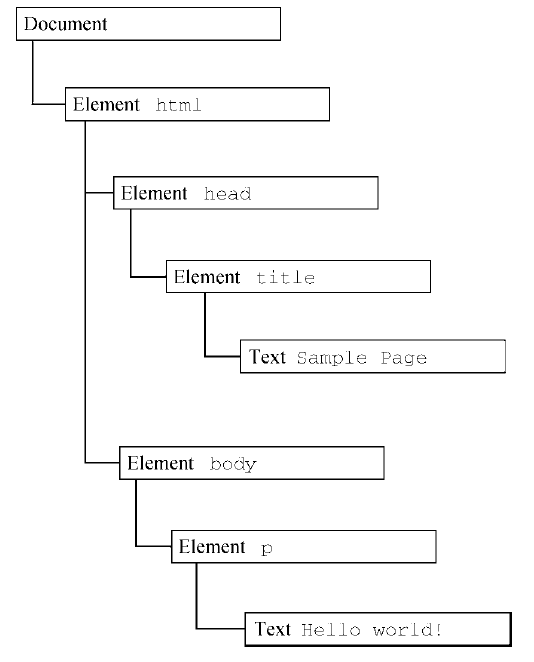 Document
Element html
Element head
Element title
Text Sample Page
Element body
Element p
Text Hello world!